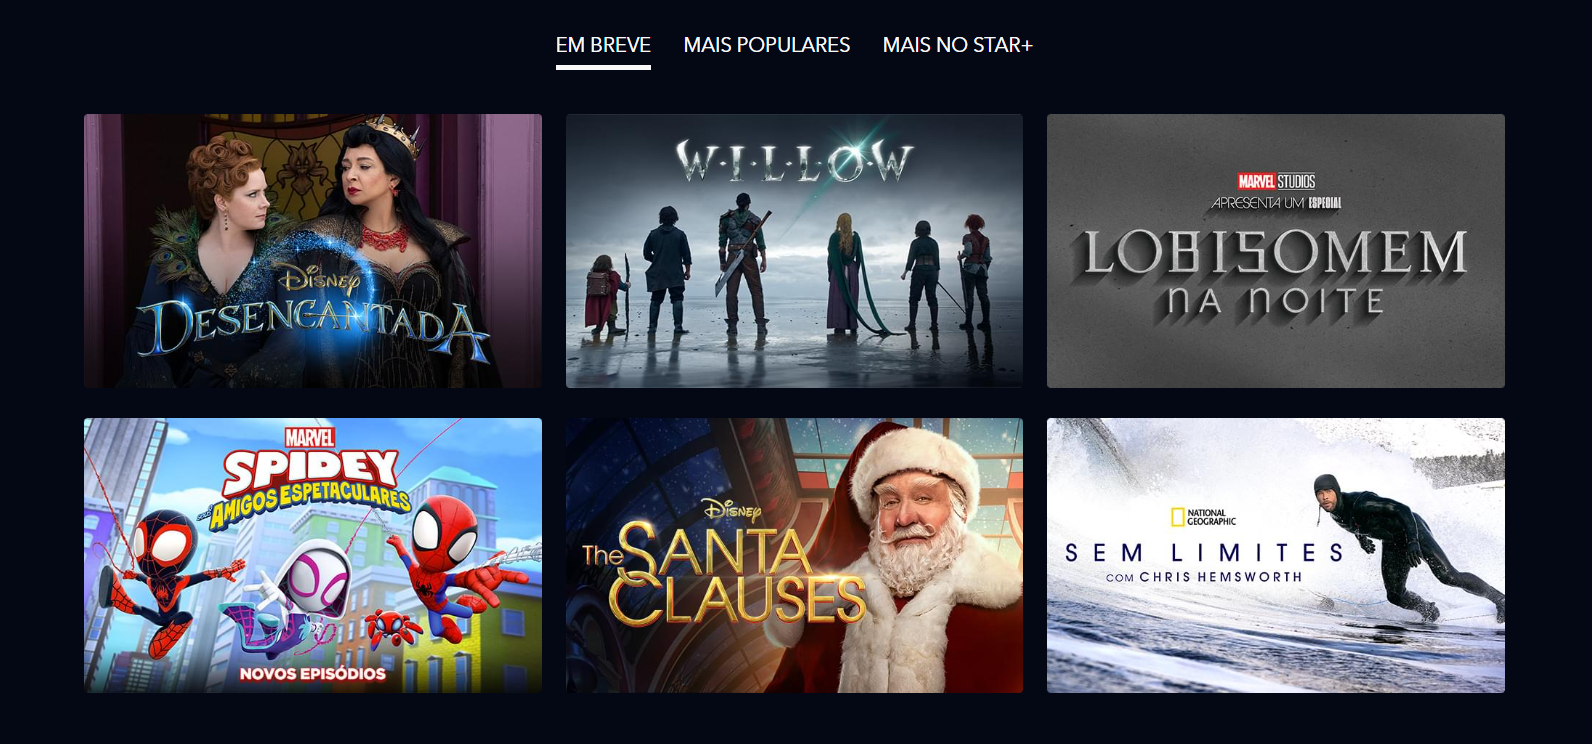 EM BREVE
MAIS POPULARES
MAIS NO STAR+
DISNEY
DESENCANTADA
WILLOW
MARVEL STUDIOS
APRESENTA UM ESPECIAL
LOBISOMEM
NA NOITE
MARVEL
SPIDEY
AMIGOS ESPETACULARES
NOVOS EPISÓDIOS
DISNEY
The SANTA
CLAUSES
NATIONAL
GEOGRAPHIC
SEM LIMITES
COM CHRIS HEMSWORTH